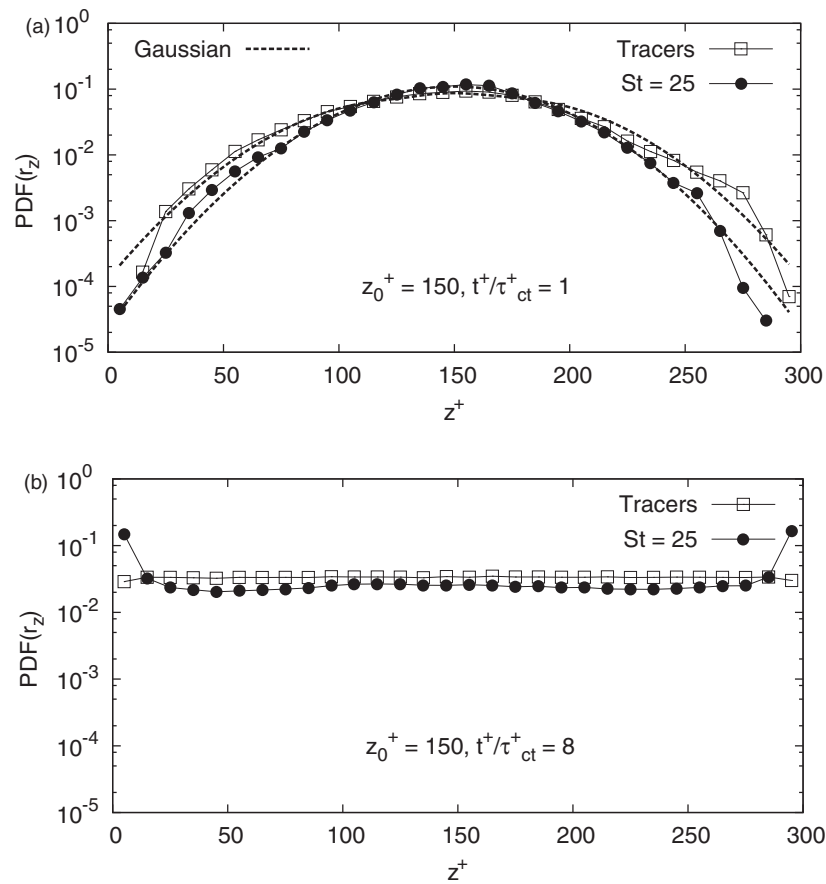 (a)
Gaussian
Tracers
St = 25
10^0
10^-1
10^-2
10^-3
10^-4
10^-5
PDF(r_z)
z_0^+ = 150, t^+/τ^+_ct = 1
0 50 100 150 200 250 300
z^+
(b)
Tracers
St = 25
10^0
10^-1
10^-2
10^-3
10^-4
10^-5
PDF(r_z)
z_0^+ = 150, t^+/τ^+_ct = 8
0 50 100 150 200 250 300
z^+